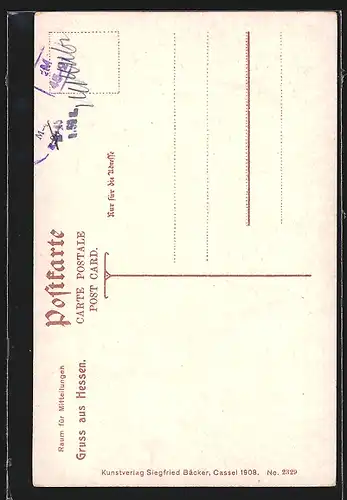 Raum für Mitteilungen
Gruss aus Hessen.
Postkarte
CARTE POSTALE
POST CARD.
Nur für die Adresse
Kunstverlag Siegfried Bäcker, Cassel 1908. No. 2329